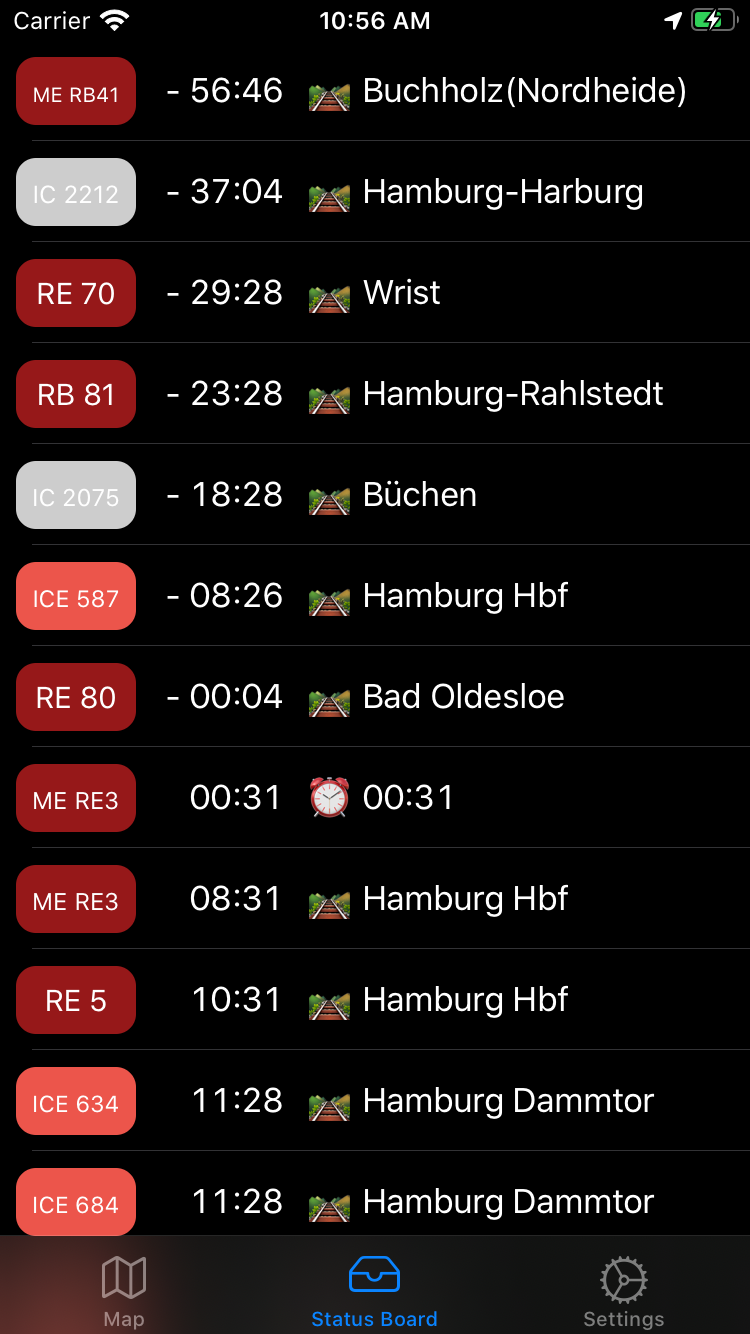 Carrier 10:56 AM
ME RB41 - 56:46 Buchholz(Nordheide)
IC 2212 - 37:04 Hamburg-Harburg
RE 70 - 29:28 Wrist
RB 81 - 23:28 Hamburg-Rahlstedt
IC 2075 - 18:28 Büchen
ICE 587 - 08:26 Hamburg Hbf
RE 80 - 00:04 Bad Oldesloe
ME RE3 00:31 00:31
ME RE3 08:31 Hamburg Hbf
RE 5 10:31 Hamburg Hbf
ICE 634 11:28 Hamburg Dammtor
ICE 684 11:28 Hamburg Dammtor
Map Status Board Settings